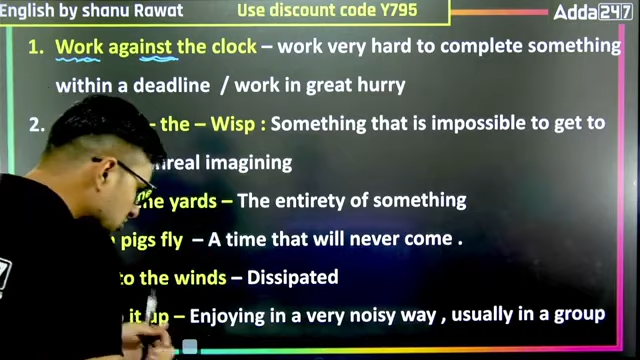 English by shanu Rawat
Use discount code Y795
Adda247
1. Work against the clock – work very hard to complete something
within a deadline / work in great hurry
2. – the – Wisp : Something that is impossible to get to
imagining
yards – The entirety of something
pigs fly – A time that will never come .
to the winds – Dissipated
it up – Enjoying in a very noisy way , usually in a group